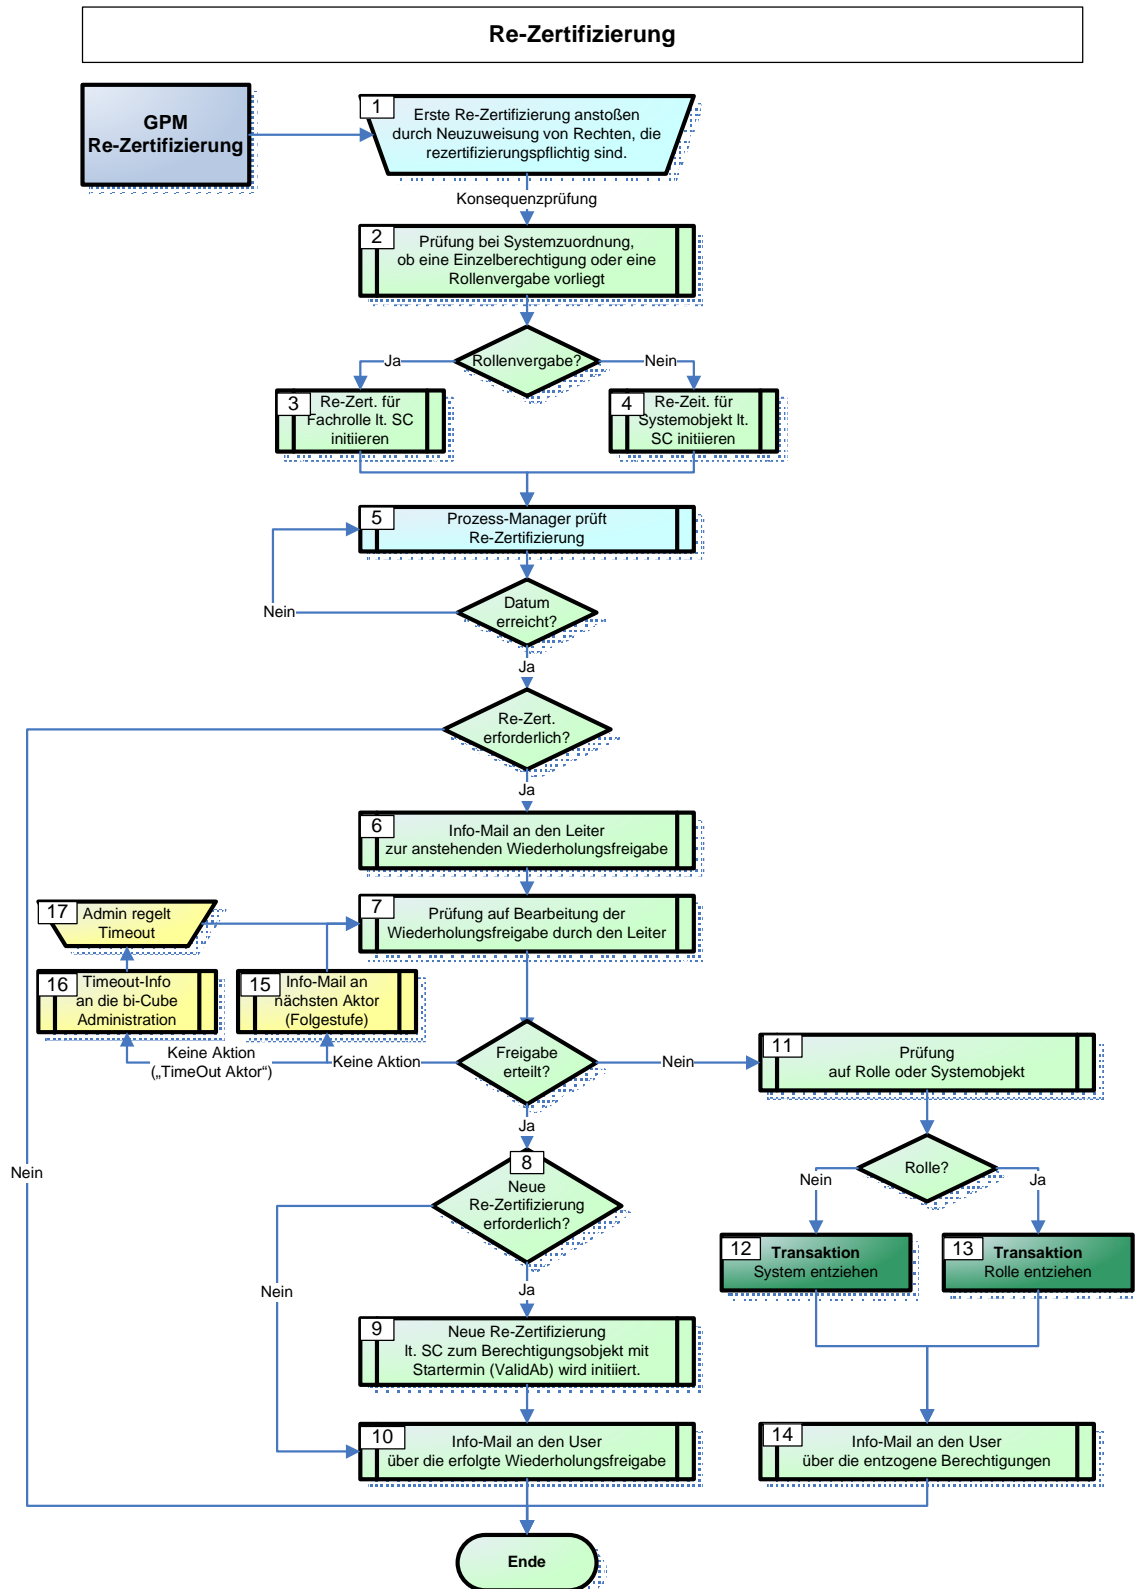 Re-Zertifizierung
GPM
Re-Zertifizierung
1
Erste Re-Zertifizierung anstoßen
durch Neuzuweisung von Rechten, die
rezertifizierungspflichtig sind.
Konsequenzprüfung
2
Prüfung bei Systemzuordnung,
ob eine Einzelberechtigung oder eine
Rollenvergabe vorliegt
Ja
Rollenvergabe?
Nein
3
Re-Zert. für
Fachrolle lt. SC
initiieren
4
Re-Zeit. für
Systemobjekt lt.
SC initiieren
5
Prozess-Manager prüft
Re-Zertifizierung
Nein
Datum
erreicht?
Ja
Re-Zert.
erforderlich?
Ja
6
Info-Mail an den Leiter
zur anstehenden Wiederholungsfreigabe
17
Admin regelt
Timeout
7
Prüfung auf Bearbeitung der
Wiederholungsfreigabe durch den Leiter
16
Timeout-Info
an die bi-Cube
Administration
15
Info-Mail an
nächsten Aktor
(Folgestufe)
Keine Aktion
(„TimeOut Aktor“)
Keine Aktion
Freigabe
erteilt?
Nein
11
Prüfung
auf Rolle oder Systemobjekt
Ja
Nein
8
Neue
Re-Zertifizierung
erforderlich?
Nein
Rolle?
Ja
12
Transaktion
System entziehen
13
Transaktion
Rolle entziehen
Nein
Ja
9
Neue Re-Zertifizierung
lt. SC zum Berechtigungsobjekt mit
Startermin (ValidAb) wird initiiert.
10
Info-Mail an den User
über die erfolgte Wiederholungsfreigabe
14
Info-Mail an den User
über die entzogene Berechtigungen
Ende